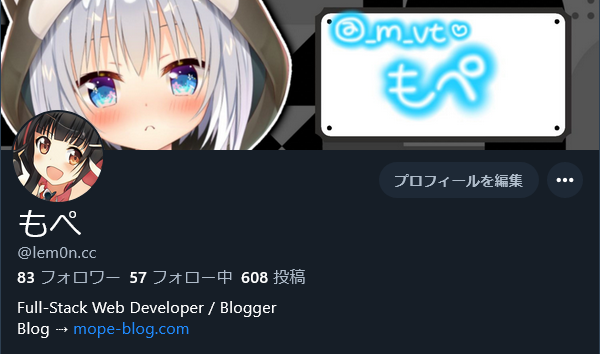 @_m_vt♡
もぺ
プロフィールを編集
もぺ
@lem0n.cc
83 フォロワー 57 フォロー中 608 投稿
Full-Stack Web Developer / Blogger
Blog ⇢ mope-blog.com